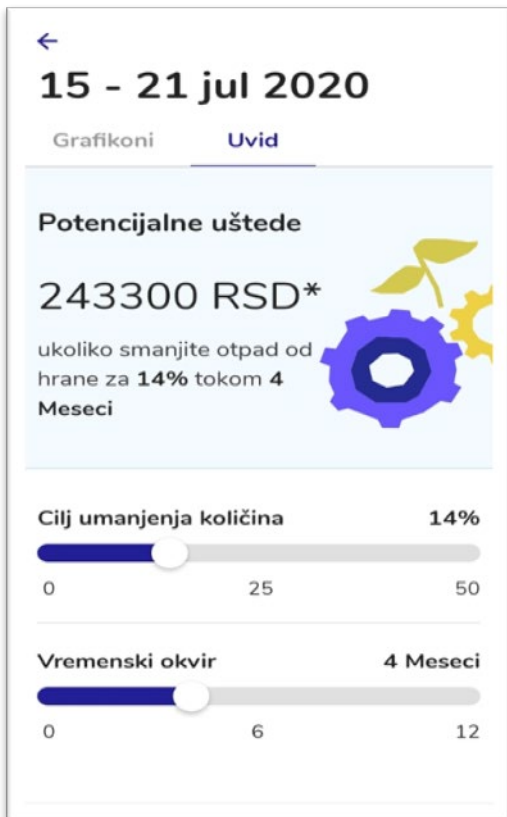 15 - 21 jul 2020
Grafikoni Uvid
Potencijalne uštede
243300 RSD*
ukoliko smanjite otpad od
hrane za 14% tokom 4
Meseci
Cilj umanjenja količina 14%
0 25 50
Vremenski okvir 4 Meseci
0 6 12